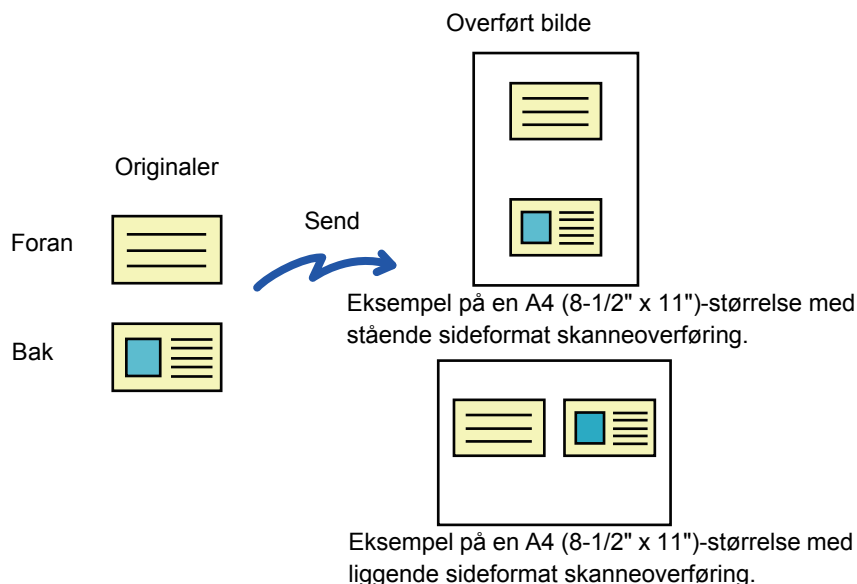 Overført bilde
Originaler
Foran
Send
Bak
Eksempel på en A4 (8-1/2" x 11")-størrelse med
stående sideformat skanneoverføring.
Eksempel på en A4 (8-1/2" x 11")-størrelse med
liggende sideformat skanneoverføring.